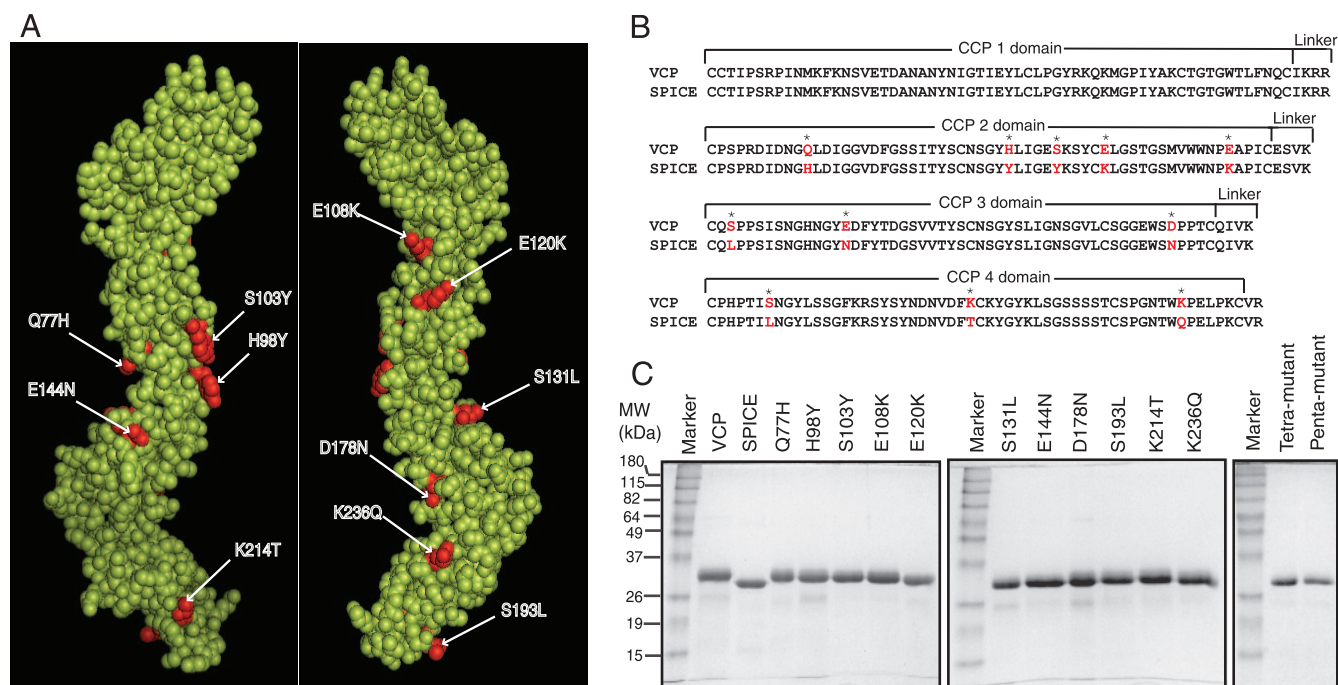 A
E108K
E120K
S103Y
Q77H
H98Y
E144N
S131L
D178N
K236Q
K214T
S193L
B
CCP 1 domain
Linker
VCP CCTIPSRPINMKFKNSVETDANANYNIGTIEYLCLPGYRKQKMGPIYAKCTGTGWTLFNQCIKRR
SPICE CCTIPSRPINMKFKNSVETDANANYNIGTIEYLCLPGYRKQKMGPIYAKCTGTGWTLFNQCIKRR
CCP 2 domain
Linker
* * * * *
VCP CPSPRDIDNGQLDIGGVDFGSSITYSCNSGYHLIGESKSYCELGSTGSMVWNPEAPICESVK
SPICE CPSPRDIDNGHLDIGGVDFGSSITYSCNSGYYLIGEYKSYCKLGSTGSMVWNPKAPICESVK
CCP 3 domain
Linker
* * *
VCP CQSPPSISNGHNGYEDFYTDGSVVTYSCNSGYSLIGNSGVLCSGGEWSDPPTCQIVK
SPICE CQLPPSISNGHNGYNDFYTDGSVVTYSCNSGYSLIGNSGVLCSGGEWSNPPTCQIVK
CCP 4 domain
* * *
VCP CPHPTISNGYLSSGFKRSYSYNDNVDFKCKYGYKLSGSSSSTCSPGNTWKPELPKCVR
SPICE CPHPTILNGYLSSGFKRSYSYNDNVDFTCKYGYKLSGSSSSTCSPGNTWQPELPKCVR
C
MW
(kDa)
Marker
VCP
SPICE
Q77H
H98Y
S103Y
E108K
E120K
Marker
S131L
E144N
D178N
S193L
K214T
K236Q
Marker
Tetra-mutant
Penta-mutant
180
115
82
64
49
37
26
19
15